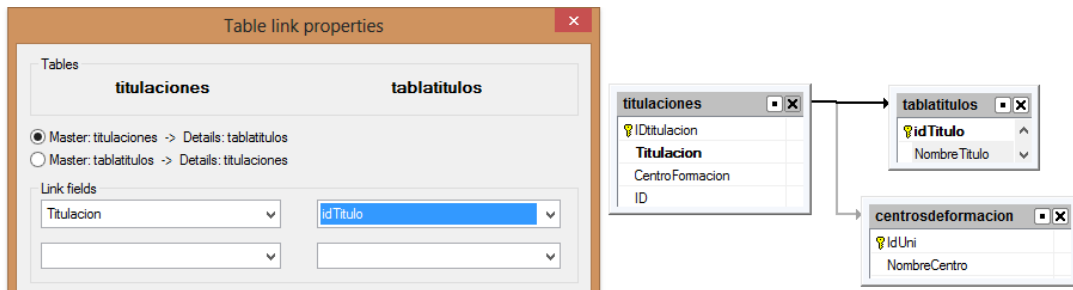 Table link properties
Tables
titulaciones tablatitulos
Master: titulaciones -> Details: tablatitulos
Master: tablatitulos -> Details: titulaciones
Link fields
Titulacion idTitulo
titulaciones
IDtitulacion
Titulacion
CentroFormacion
ID
tablatitulos
idTitulo
NombreTitulo
centrosdeformacion
IdUni
NombreCentro